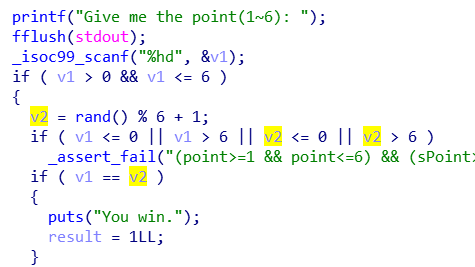 printf("Give me the point(1~6): ");
fflush(stdout);
_isoc99_scanf("%hd", &v1);
if ( v1 > 0 && v1 <= 6 )
{
v2 = rand() % 6 + 1;
if ( v1 <= 0 || v1 > 6 || v2 <= 0 || v2 > 6 )
_assert_fail("(point>=1 && point<=6) && (sPoint>
if ( v1 == v2 )
{
puts("You win.");
result = 1LL;
}